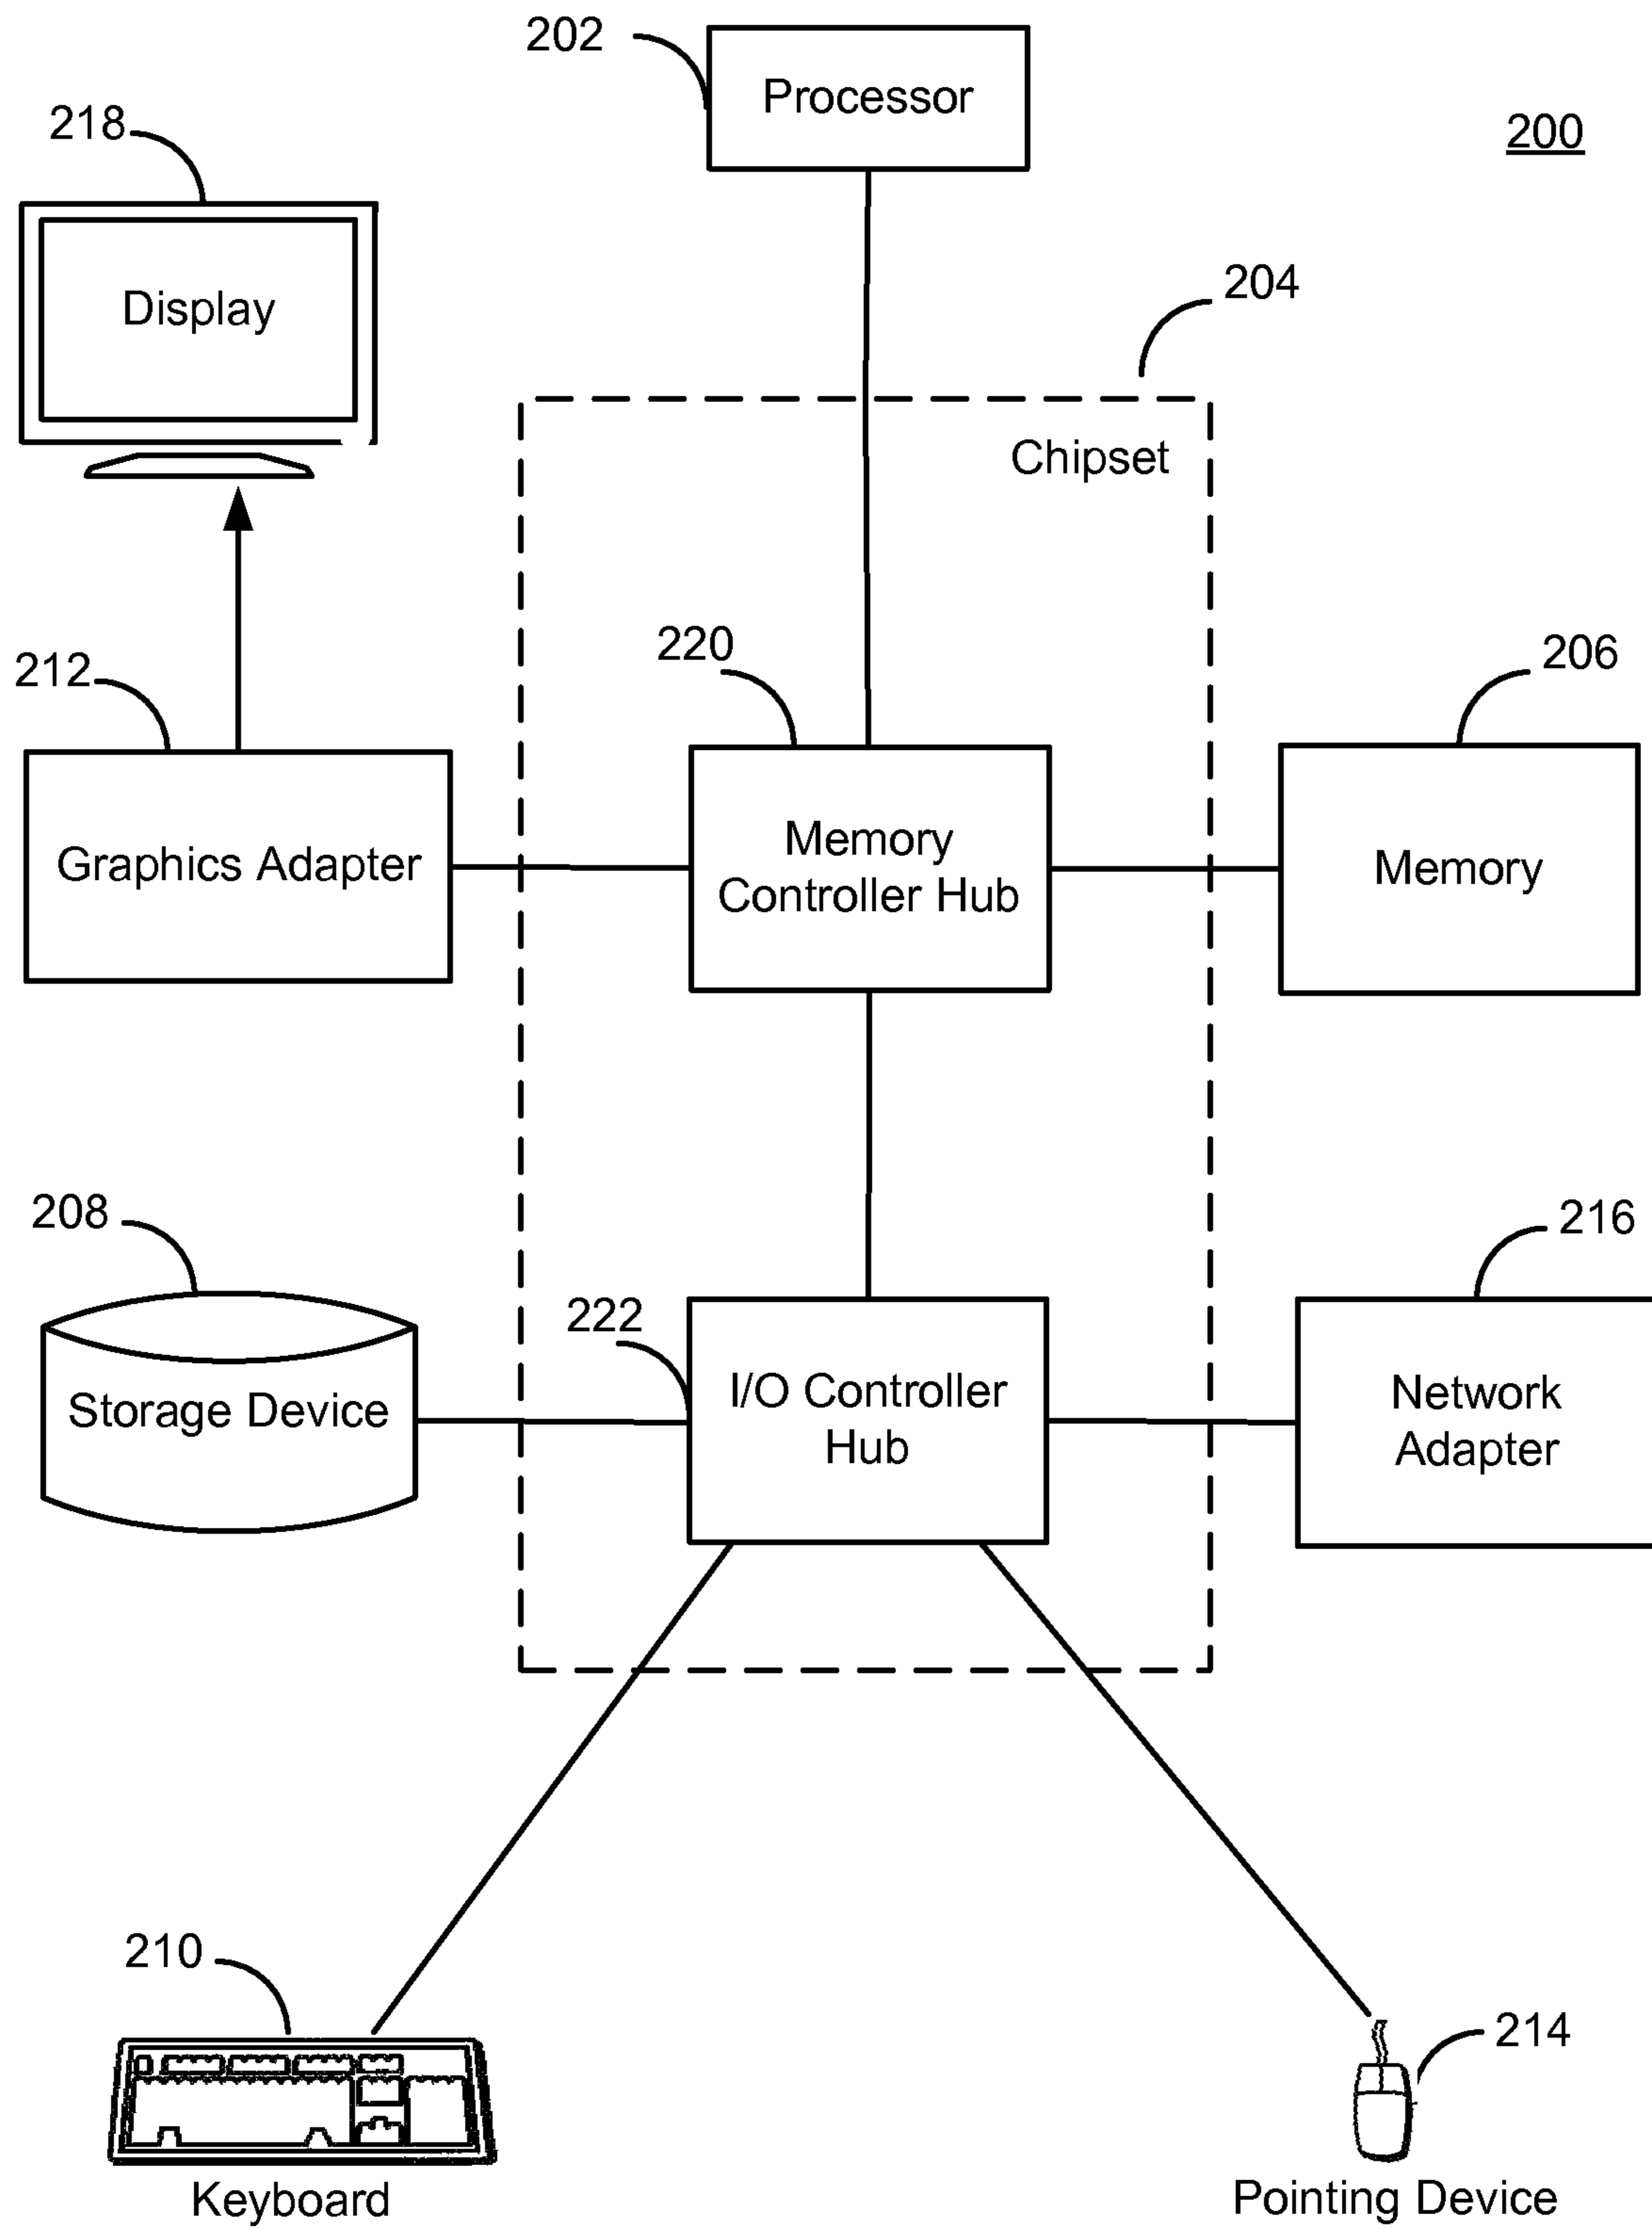 202
Processor
200
218
Display
204
Chipset
220
206
212
Graphics Adapter
Memory
Controller Hub
Memory
208
216
222
Storage Device
I/O Controller
Hub
Network
Adapter
210
214
Keyboard
Pointing Device